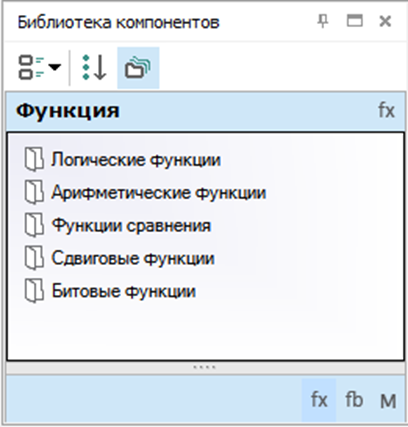 Библиотека компонентов
Функция fx
Логические функции
Арифметические функции
Функции сравнения
Сдвиговые функции
Битовые функции
fx fb M